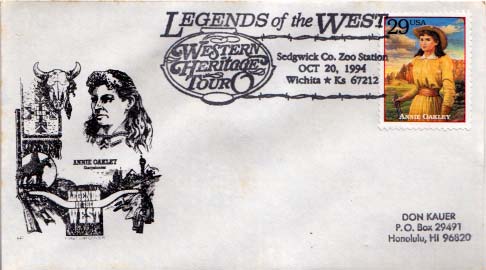 LEGENDS of the WEST
WESTERN
HERITAGE
TOUR
Sedgwick Co. Zoo Station
OCT 20, 1994
Wichita ★ Ks 67212
29 USA
ANNIE OAKLEY
ANNIE OAKLEY
LEGENDS
OF THE
WEST
DON KAUER
P.O. Box 29491
Honolulu, HI 96820